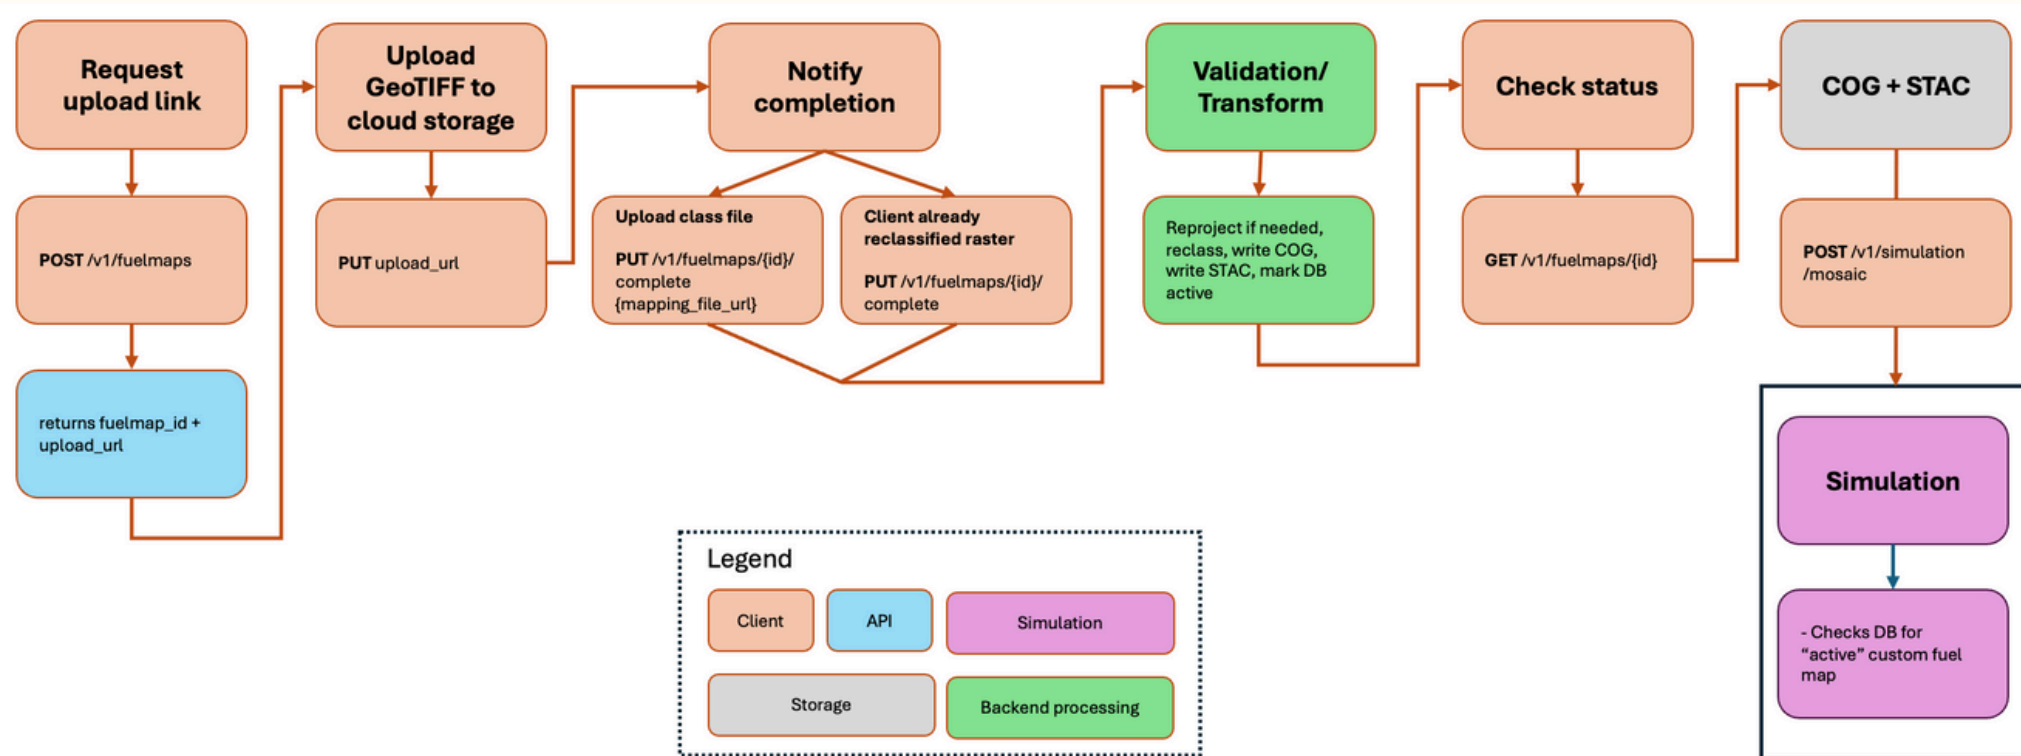 Request
upload link
POST /v1/fuelmaps
returns fuelmap_id +
upload_url
Upload
GeoTIFF to
cloud storage
PUT upload_url
Notify
completion
Upload class file
PUT /v1/fuelmaps/{id}/
complete
{mapping_file_url}
Client already
reclassified raster
PUT /v1/fuelmaps/{id}/
complete
Validation/
Transform
Reproject if needed,
reclass, write COG,
write STAC, mark DB
active
Check status
GET /v1/fuelmaps/{id}
COG + STAC
POST /v1/simulation
/mosaic
Simulation
- Checks DB for
“active” custom fuel
map
Legend
Client
API
Simulation
Storage
Backend processing